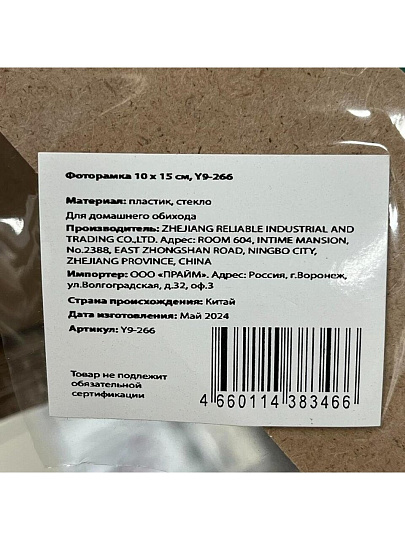 Фоторамка 10 х 15 см, Y9-266
Материал: пластик, стекло
Для домашнего обихода
Производитель: ZHEJIANG RELIABLE INDUSTRIAL AND
TRADING CO.,LTD. Адрес: ROOM 604, INTIME MANSION,
No.2388, EAST ZHONGSHAN ROAD, NINGBO CITY,
ZHEJIANG PROVINCE, CHINA
Импортер: ООО «ПРАЙМ». Адрес: Россия, г.Воронеж,
ул.Волгоградская, д.32, оф.3
Страна происхождения: Китай
Дата изготовления: Май 2024
Артикул: Y9-266
Товар не подлежит
обязательной
сертификации
4 660114 383466